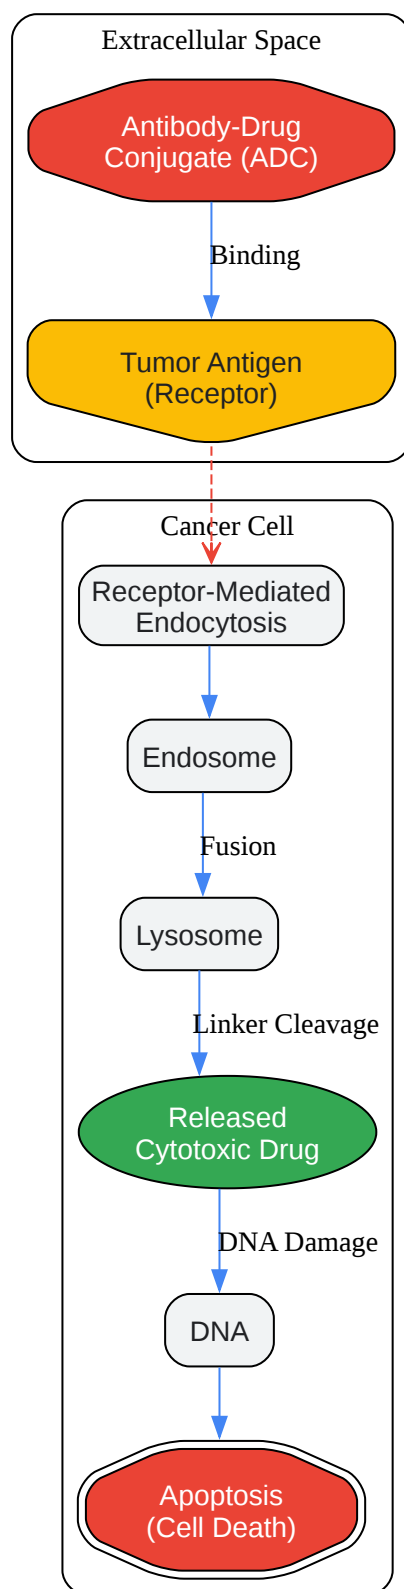 Extracellular Space
Antibody-Drug
Conjugate (ADC)
Binding
Tumor Antigen
(Receptor)
Cancer Cell
Receptor-Mediated
Endocytosis
Endosome
Fusion
Lysosome
Linker Cleavage
Released
Cytotoxic Drug
DNA Damage
DNA
Apoptosis
(Cell Death)